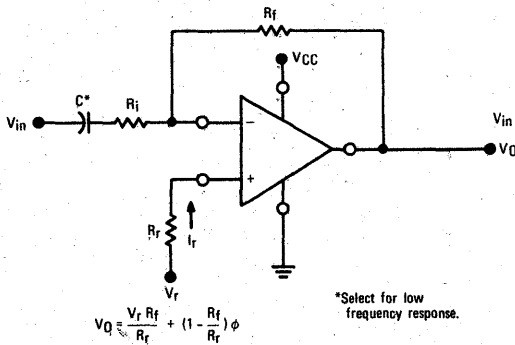 Rf
VCC
C*
Ri
Vin
−
Vin
VO
+
Rr
Ir
Vr
*Select for low
frequency response.
VO = Vr Rf / Rr + (1 - Rf / Rr) ϕ